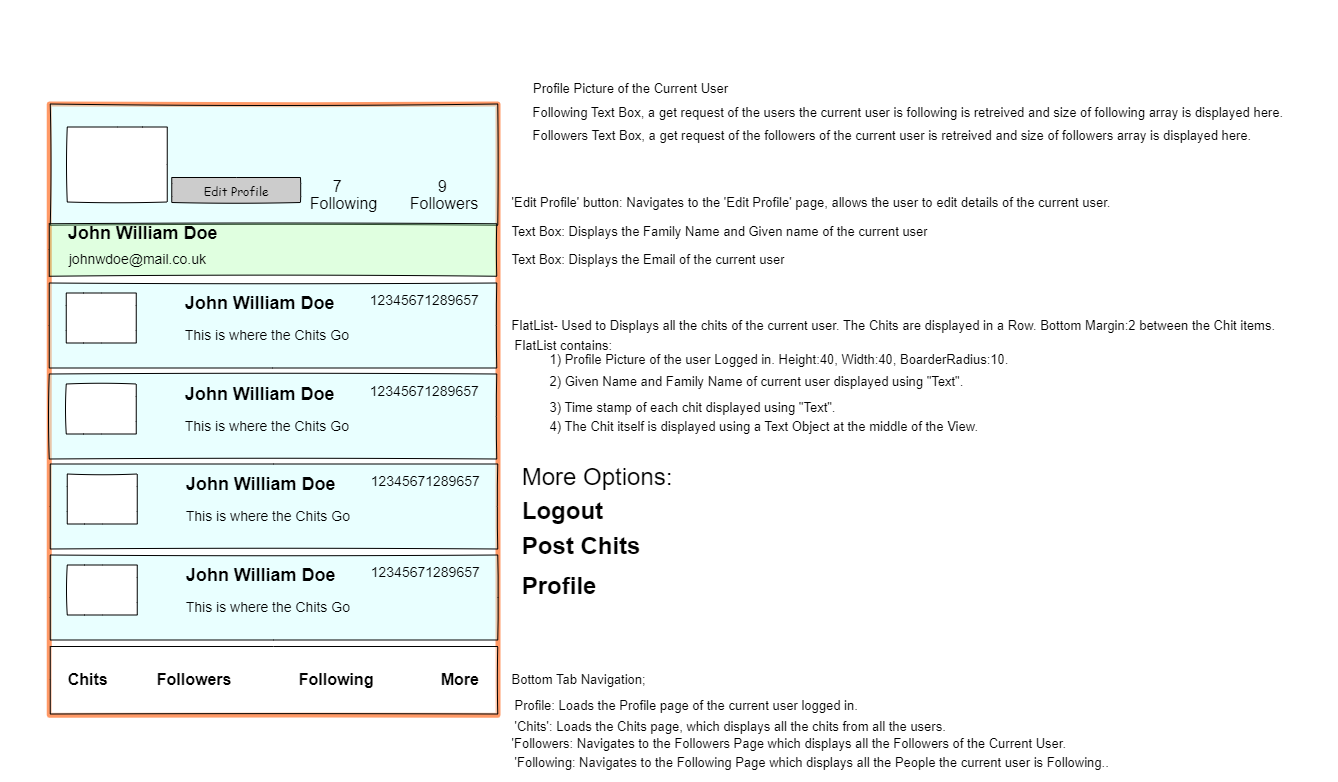 Profile Picture of the Current User
Following Text Box, a get request of the users the current user is following is retreived and size of following array is displayed here.
Followers Text Box, a get request of the followers of the current user is retreived and size of followers array is displayed here.
Edit Profile
7
Following
9
Followers
'Edit Profile' button: Navigates to the 'Edit Profile' page, allows the user to edit details of the current user.
John William Doe
Text Box: Displays the Family Name and Given name of the current user
johnwdoe@mail.co.uk
Text Box: Displays the Email of the current user
John William Doe
12345671289657
This is where the Chits Go
FlatList- Used to Displays all the chits of the current user. The Chits are displayed in a Row. Bottom Margin:2 between the Chit items.
FlatList contains:
1) Profile Picture of the user Logged in. Height:40, Width:40, BoarderRadius:10.
2) Given Name and Family Name of current user displayed using "Text".
3) Time stamp of each chit displayed using "Text".
4) The Chit itself is displayed using a Text Object at the middle of the View.
John William Doe
12345671289657
This is where the Chits Go
John William Doe
12345671289657
This is where the Chits Go
More Options:
Logout
Post Chits
Profile
John William Doe
12345671289657
This is where the Chits Go
Chits
Followers
Following
More
Bottom Tab Navigation;
Profile: Loads the Profile page of the current user logged in.
'Chits': Loads the Chits page, which displays all the chits from all the users.
'Followers: Navigates to the Followers Page which displays all the Followers of the Current User.
'Following: Navigates to the Following Page which displays all the People the current user is Following..